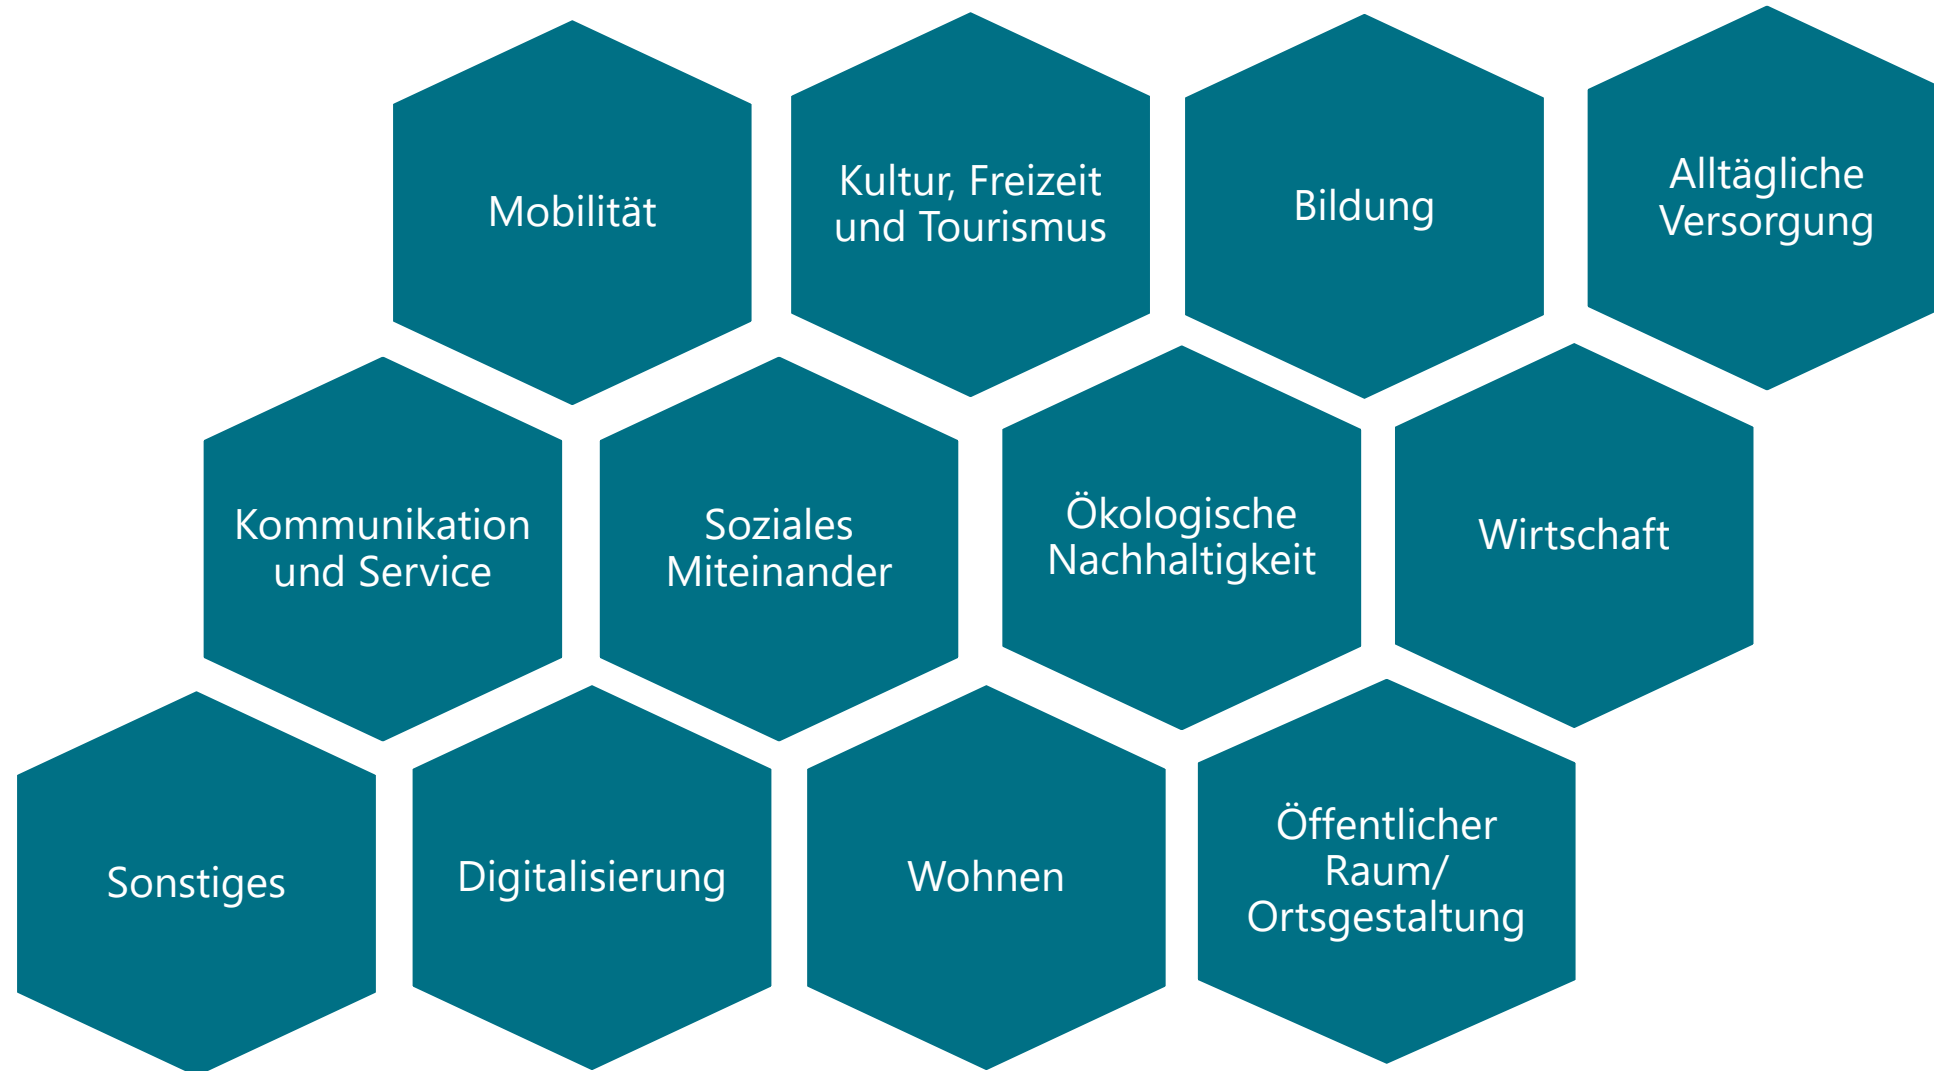 Mobilität
Kultur, Freizeit
und Tourismus
Bildung
Alltägliche
Versorgung
Kommunikation
und Service
Soziales
Miteinander
Ökologische
Nachhaltigkeit
Wirtschaft
Sonstiges
Digitalisierung
Wohnen
Öffentlicher
Raum/
Ortsgestaltung